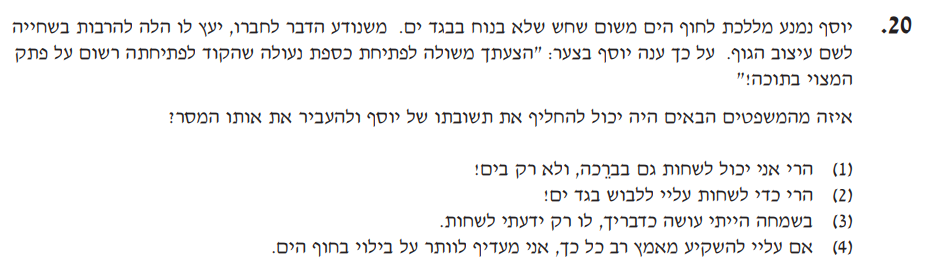 20. יוסף נמנע מללכת לחוף הים משום שחש שלא בנוח בבגד ים. משנודע הדבר לחברו, יעץ לו הלה להרבות בשחייה
לשם עיצוב הגוף. על כך ענה יוסף בצער: "הצעתך משולה לפתיחת כספת נעולה שהקוד לפתיחתה רשום על פתק
המצוי בתוכה!"
איזה מהמשפטים הבאים היה יכול להחליף את תשובתו של יוסף ולהעביר את אותו המסר?
(1) הרי אני יכול לשחות גם בברֵכה, ולא רק בים!
(2) הרי כדי לשחות עליי ללבוש בגד ים!
(3) בשמחה הייתי עושה כדבריך, לו רק ידעתי לשחות.
(4) אם עליי להשקיע מאמץ רב כל כך, אני מעדיף לוותר על בילוי בחוף הים.